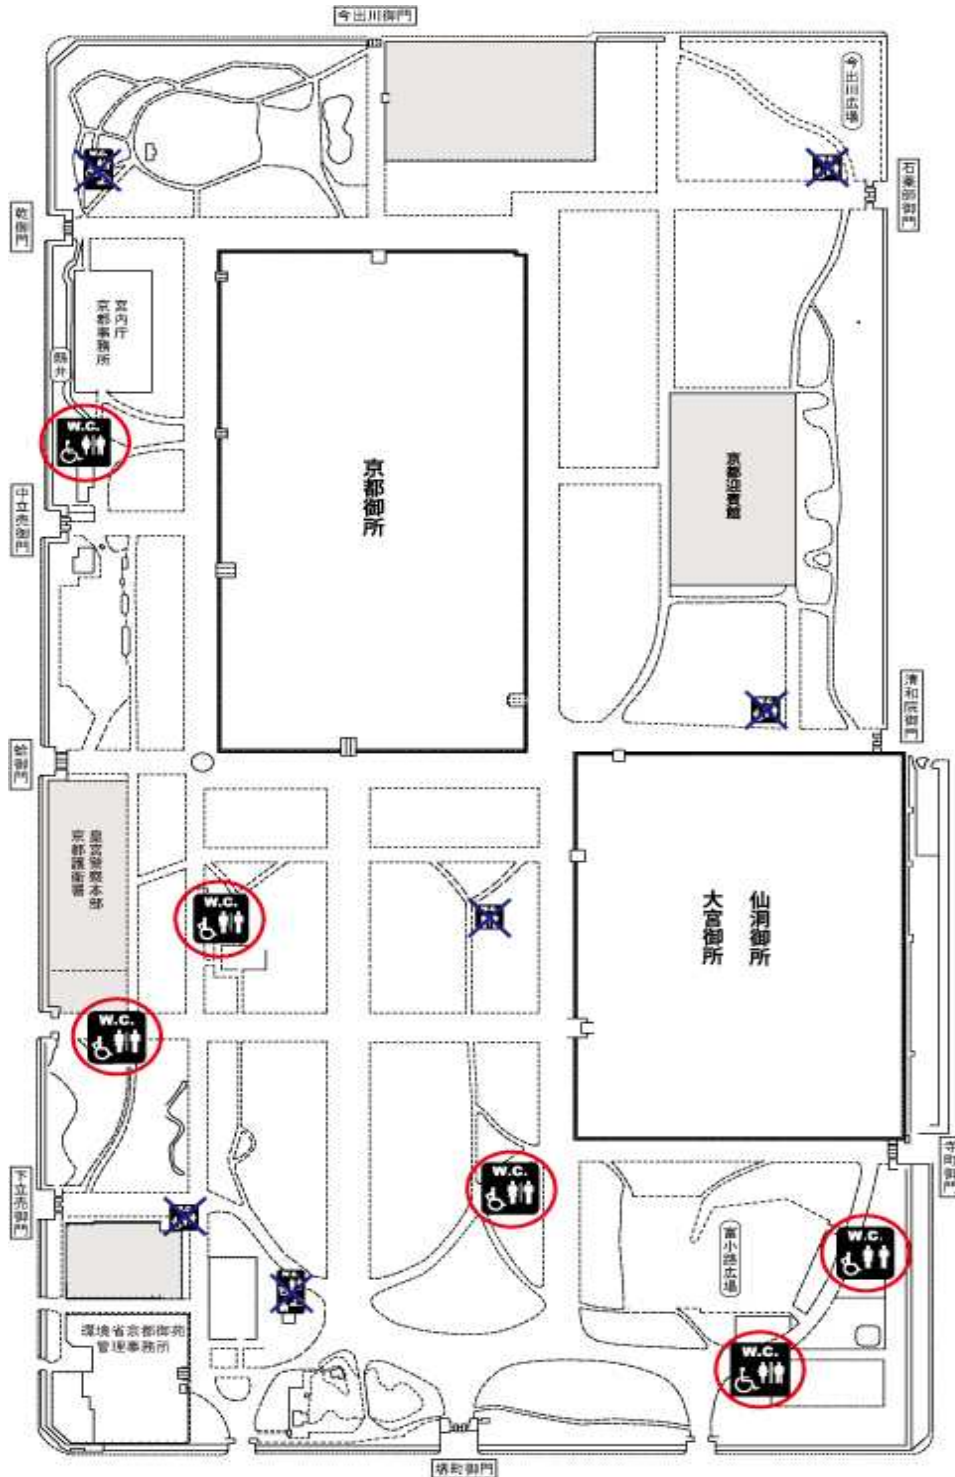 今出川御門
今出川広場
石薬師御門
乾御門
宮内庁
京都事務所
縣井
W.C.
京都御所
京都迎賓館
中立売御門
清和院御門
蛤御門
皇宮警察本部
京都護衛署
W.C.
仙洞御所
大宮御所
W.C.
寺町御門
W.C.
下立売御門
富小路広場
W.C.
環境省京都御苑
管理事務所
W.C.
堺町御門